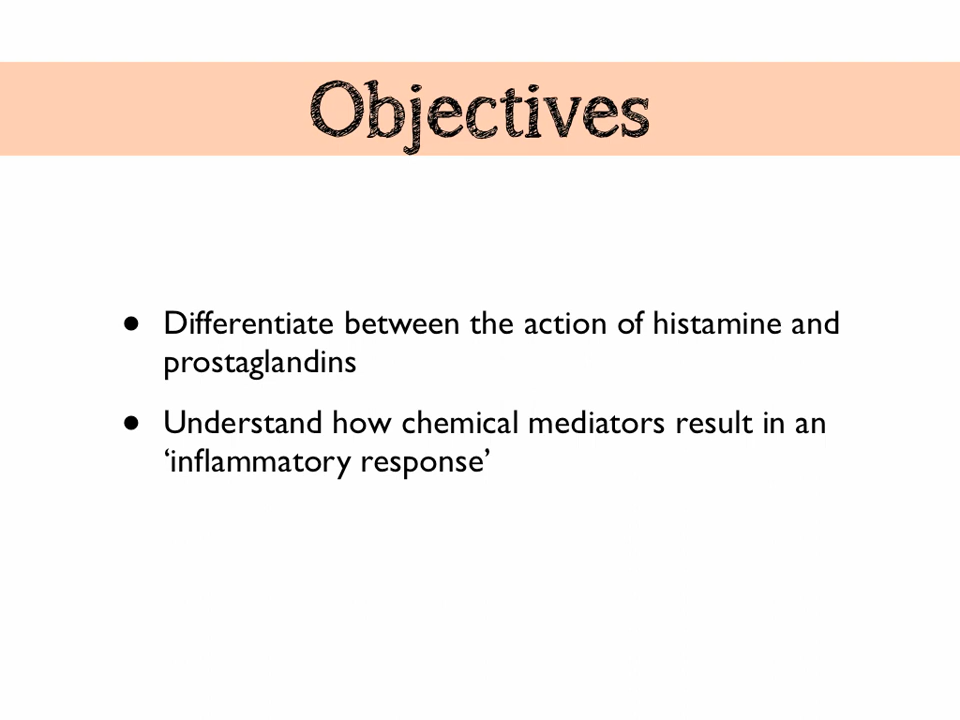 Objectives
• Differentiate between the action of histamine and
prostaglandins
• Understand how chemical mediators result in an
‘inflammatory response’